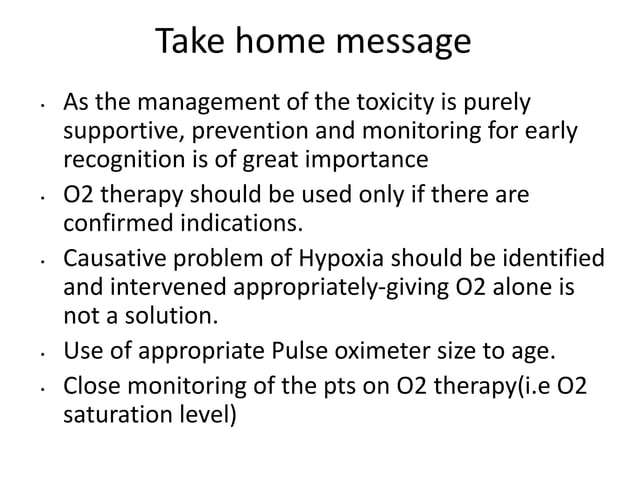 Take home message
• As the management of the toxicity is purely
supportive, prevention and monitoring for early
recognition is of great importance
• O2 therapy should be used only if there are
confirmed indications.
• Causative problem of Hypoxia should be identified
and intervened appropriately-giving O2 alone is
not a solution.
• Use of appropriate Pulse oximeter size to age.
• Close monitoring of the pts on O2 therapy(i.e O2
saturation level)